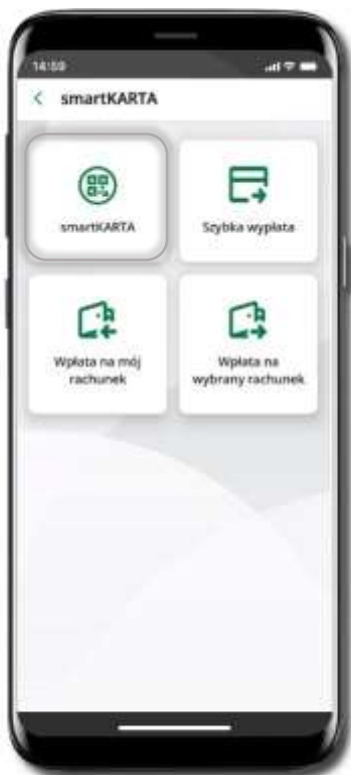 14:59
< smartKARTA
smartKARTA
Szybka wypłata
Wpłata na mój
rachunek
Wpłata na
wybrany rachunek